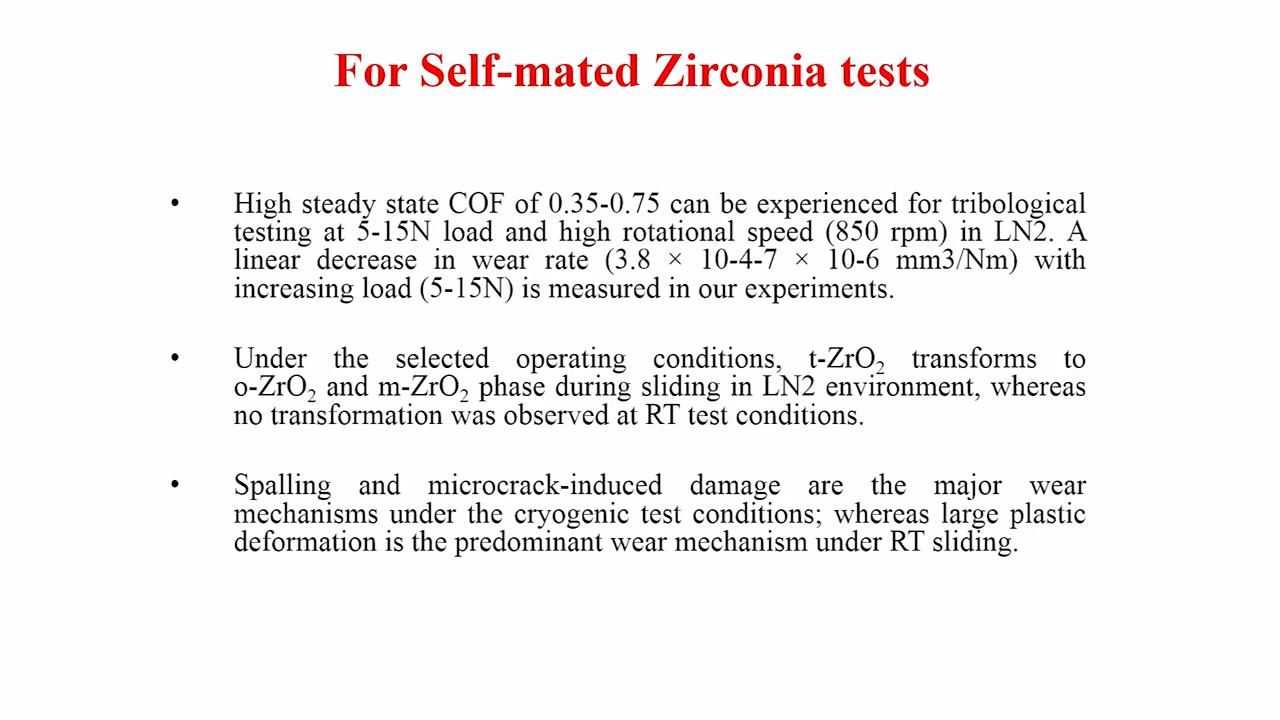 For Self-mated Zirconia tests
• High steady state COF of 0.35-0.75 can be experienced for tribological
testing at 5-15N load and high rotational speed (850 rpm) in LN2. A
linear decrease in wear rate (3.8 × 10-4-7 × 10-6 mm3/Nm) with
increasing load (5-15N) is measured in our experiments.
• Under the selected operating conditions, t-ZrO₂ transforms to
o-ZrO₂ and m-ZrO₂ phase during sliding in LN2 environment, whereas
no transformation was observed at RT test conditions.
• Spalling and microcrack-induced damage are the major wear
mechanisms under the cryogenic test conditions; whereas large plastic
deformation is the predominant wear mechanism under RT sliding.